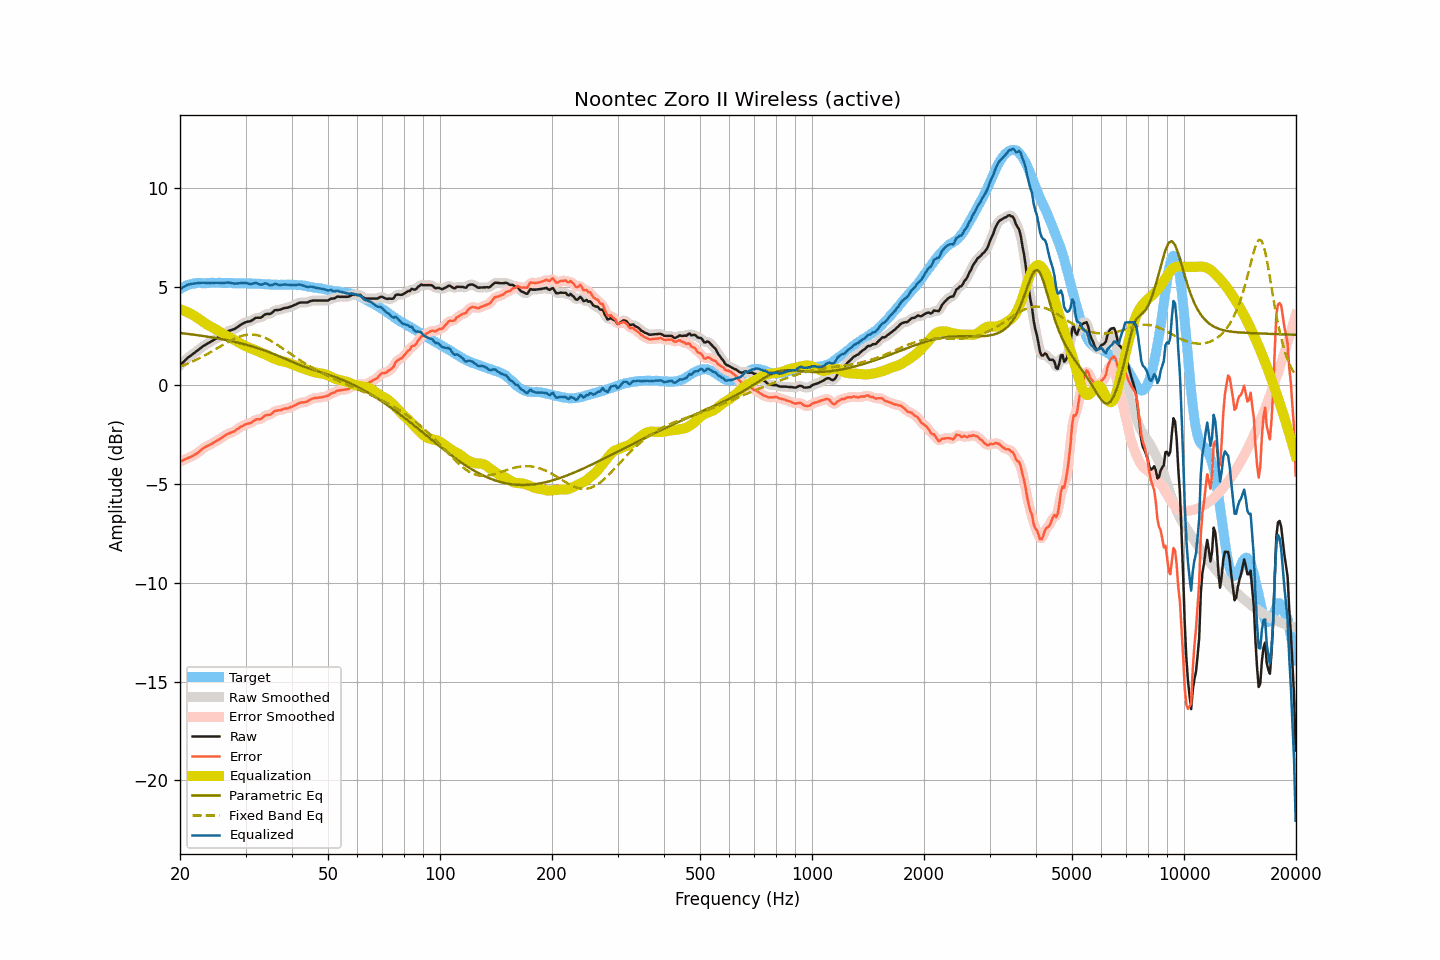 Noontec Zoro II Wireless (active)
Amplitude (dBr)
10
5
0
−5
−10
−15
−20
Target
Raw Smoothed
Error Smoothed
Raw
Error
Equalization
Parametric Eq
Fixed Band Eq
Equalized
20 50 100 200 500 1000 2000 5000 10000 20000
Frequency (Hz)